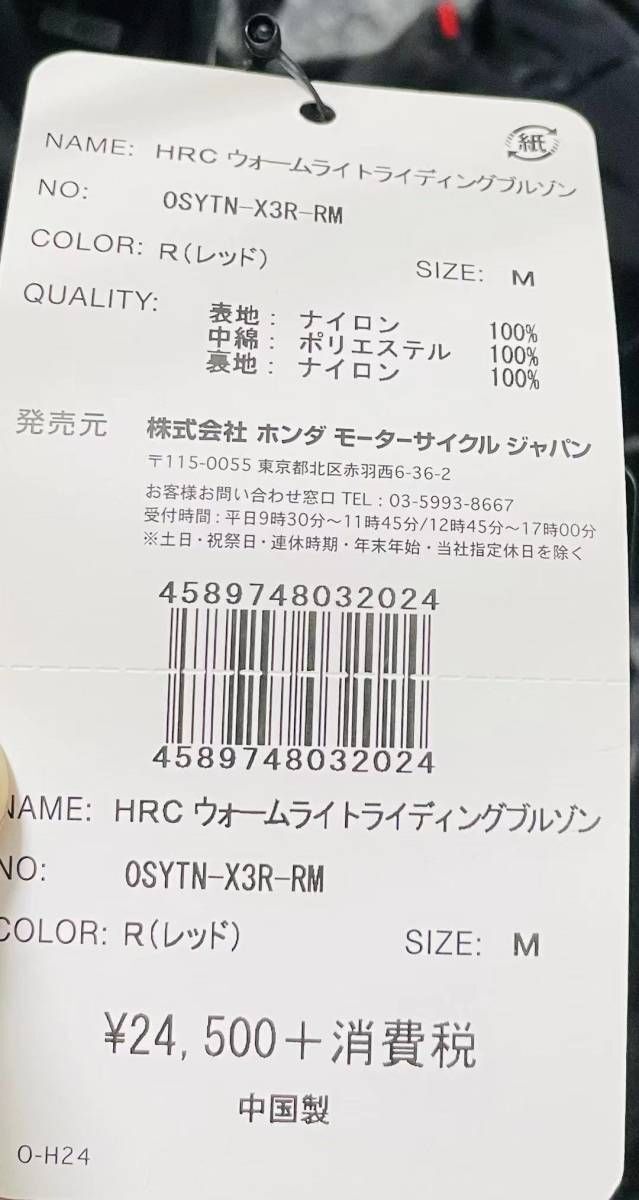 紙
NAME: HRC ウォームライトライディングブルゾン
NO: 0SYTN-X3R-RM
COLOR: R(レッド) SIZE: M
QUALITY: 表地: ナイロン 100%
中綿: ポリエステル 100%
裏地: ナイロン 100%
発売元 株式会社 ホンダ モーターサイクル ジャパン
〒115-0055 東京都北区赤羽西6-36-2
お客様お問い合わせ窓口 TEL:03-5993-8667
受付時間:平日9時30分～11時45分/12時45分～17時00分
※土日・祝祭日・連休時期・年末年始・当社指定休日を除く
4589748032024
4589748032024
NAME: HRC ウォームライトライディングブルゾン
NO: 0SYTN-X3R-RM
COLOR: R(レッド) SIZE: M
¥24,500+消費税
中国製
O-H24